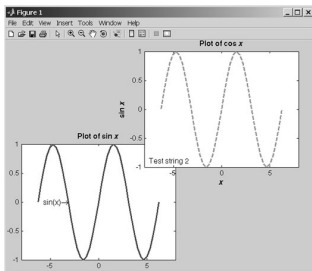 Figure 1
File Edit View Insert Tools Window Help
Plot of cos x
1
0.5
0
-0.5
-1
sin x
Test string 2
-5 0 5
x
Plot of sin x
1
0.5
0
-0.5
-1
sin(x)→
-5 0 5